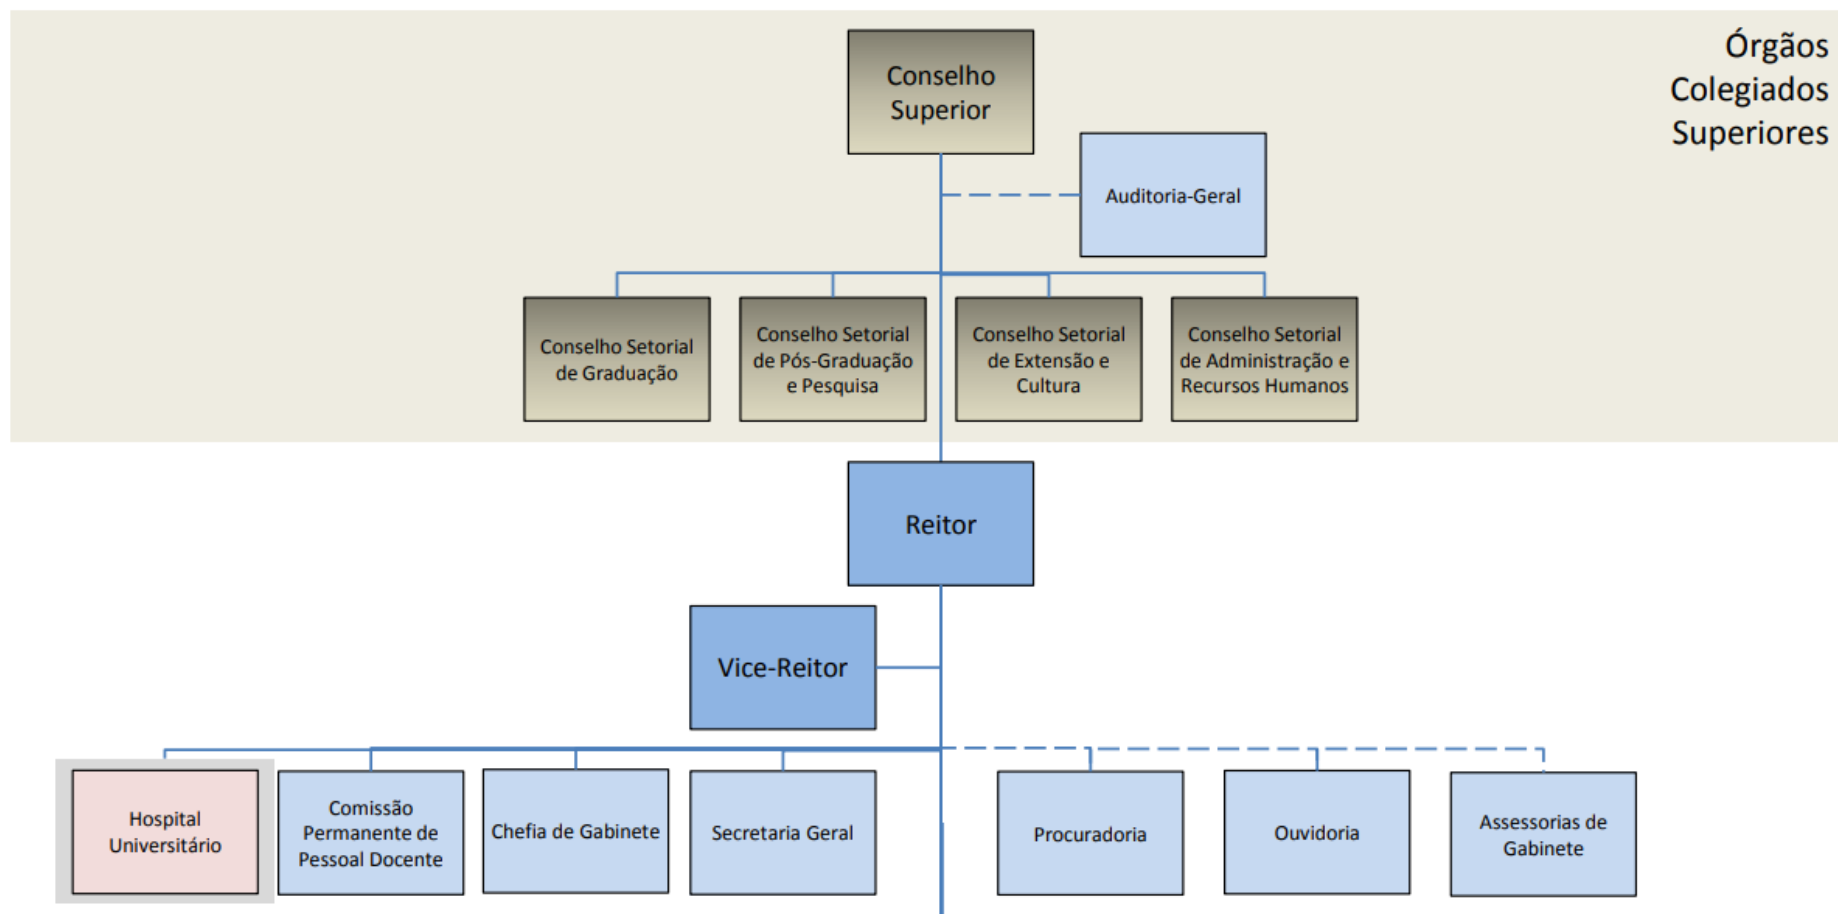 Órgãos
Colegiados
Superiores
Conselho
Superior
Auditoria-Geral
Conselho Setorial
de Graduação
Conselho Setorial
de Pós-Graduação
e Pesquisa
Conselho Setorial
de Extensão e
Cultura
Conselho Setorial
de Administração e
Recursos Humanos
Reitor
Vice-Reitor
Hospital
Universitário
Comissão
Permanente de
Pessoal Docente
Chefia de Gabinete
Secretaria Geral
Procuradoria
Ouvidoria
Assessorias de
Gabinete